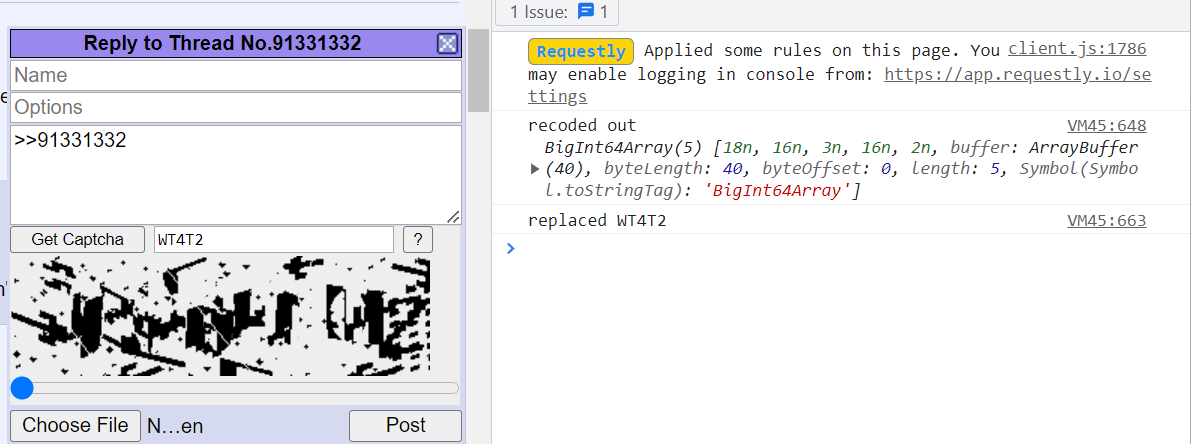 Reply to Thread No.91331332
Name
Options
>>91331332
Get Captcha
WT4T2
?
Choose File
N…en
Post
1 Issue:
1
Requestly Applied some rules on this page. You client.js:1786
may enable logging in console from: https://app.requestly.io/se
ttings
recoded out VM45:648
BigInt64Array(5) [18n, 16n, 3n, 16n, 2n, buffer: ArrayBuffer
(40), byteLength: 40, byteOffset: 0, length: 5, Symbol(Symbo
l.toStringTag): 'BigInt64Array']
replaced WT4T2 VM45:663